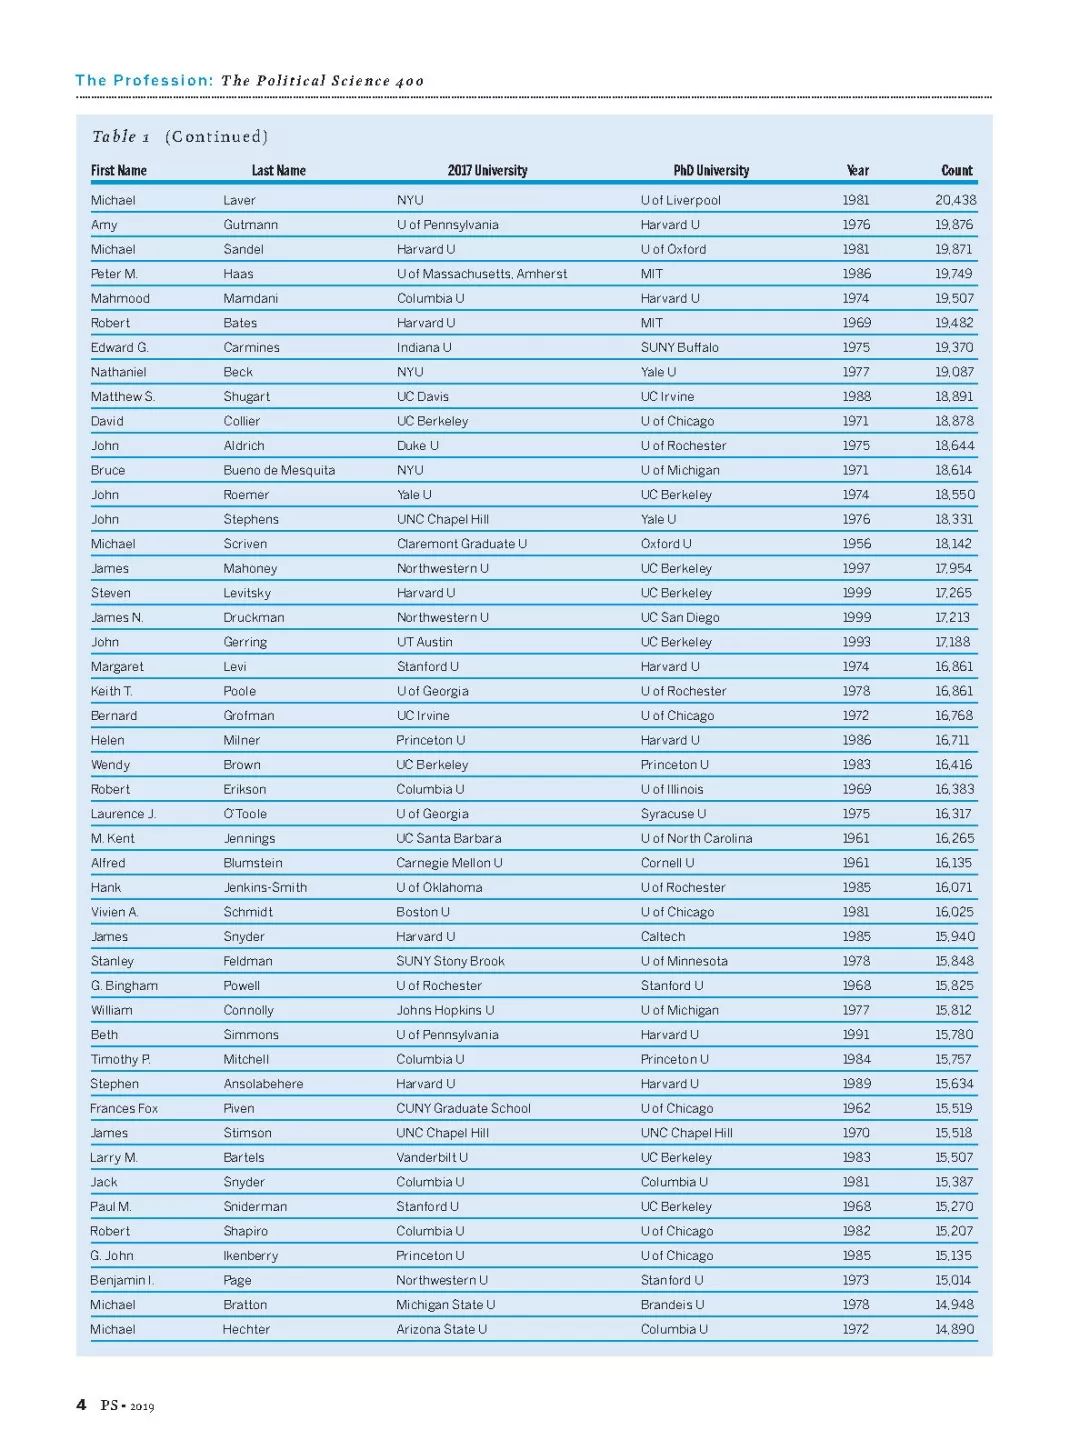 The Profession: The Political Science 400
Table 1 (Continued)
First Name Last Name 2017 University PhD University Year Count
Michael Laver NYU U of Liverpool 1981 20,438
Amy Gutmann U of Pennsylvania Harvard U 1976 19,876
Michael Sandel Harvard U U of Oxford 1981 19,871
Peter M. Haas U of Massachusetts, Amherst MIT 1986 19,749
Mahmood Mamdani Columbia U Harvard U 1974 19,507
Robert Bates Harvard U MIT 1969 19,482
Edward G. Carmines Indiana U SUNY Buffalo 1975 19,370
Nathaniel Beck NYU Yale U 1977 19,087
Matthew S. Shugart UC Davis UC Irvine 1988 18,891
David Collier UC Berkeley U of Chicago 1971 18,878
John Aldrich Duke U U of Rochester 1975 18,644
Bruce Bueno de Mesquita NYU U of Michigan 1971 18,614
John Roemer Yale U UC Berkeley 1974 18,550
John Stephens UNC Chapel Hill Yale U 1976 18,331
Michael Scriven Claremont Graduate U Oxford U 1956 18,142
James Mahoney Northwestern U UC Berkeley 1997 17,954
Steven Levitsky Harvard U UC Berkeley 1999 17,265
James N. Druckman Northwestern U UC San Diego 1999 17,213
John Gerring UT Austin UC Berkeley 1993 17,188
Margaret Levi Stanford U Harvard U 1974 16,861
Keith T. Poole U of Georgia U of Rochester 1978 16,861
Bernard Grofman UC Irvine U of Chicago 1972 16,768
Helen Milner Princeton U Harvard U 1986 16,711
Wendy Brown UC Berkeley Princeton U 1983 16,416
Robert Erikson Columbia U U of Illinois 1969 16,383
Laurence J. O'Toole U of Georgia Syracuse U 1975 16,317
M. Kent Jennings UC Santa Barbara U of North Carolina 1961 16,265
Alfred Blumstein Carnegie Mellon U Cornell U 1961 16,135
Hank Jenkins-Smith U of Oklahoma U of Rochester 1985 16,071
Vivien A. Schmidt Boston U U of Chicago 1981 16,025
James Snyder Harvard U Caltech 1985 15,940
Stanley Feldman SUNY Stony Brook U of Minnesota 1978 15,848
G. Bingham Powell U of Rochester Stanford U 1968 15,825
William Connolly Johns Hopkins U U of Michigan 1977 15,812
Beth Simmons U of Pennsylvania Harvard U 1991 15,780
Timothy P. Mitchell Columbia U Princeton U 1984 15,757
Stephen Ansolabehere Harvard U Harvard U 1989 15,634
Frances Fox Piven CUNY Graduate School U of Chicago 1962 15,519
James Stimson UNC Chapel Hill UNC Chapel Hill 1970 15,518
Larry M. Bartels Vanderbilt U UC Berkeley 1983 15,507
Jack Snyder Columbia U Columbia U 1981 15,387
Paul M. Sniderman Stanford U UC Berkeley 1968 15,270
Robert Shapiro Columbia U U of Chicago 1982 15,207
G. John Ikenberry Princeton U U of Chicago 1985 15,135
Benjamin I. Page Northwestern U Stanford U 1973 15,014
Michael Bratton Michigan State U Brandeis U 1978 14,948
Michael Hechter Arizona State U Columbia U 1972 14,890
4 PS • 2019